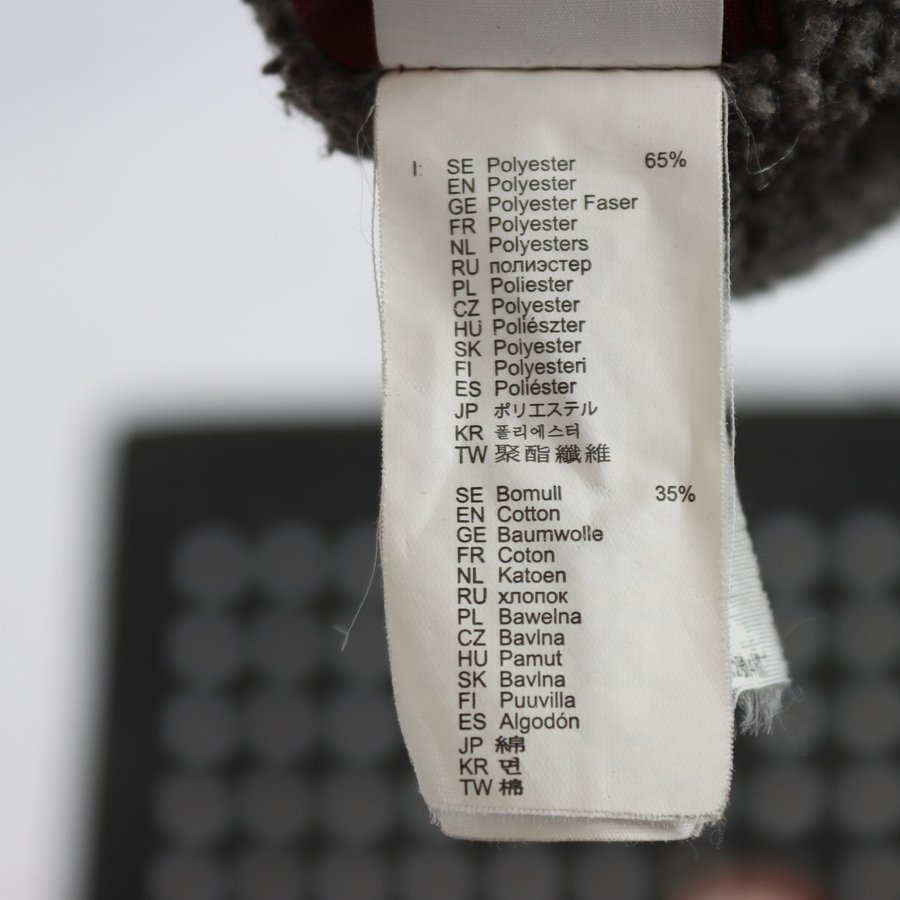 I: SE Polyester 65%
EN Polyester
GE Polyester Faser
FR Polyester
NL Polyesters
RU полиэстер
PL Poliester
CZ Polyester
HU Poliészter
SK Polyester
FI Polyesteri
ES Poliéster
JP ポリエステル
KR 폴리에스터
TW 聚酯纖維
SE Bomull 35%
EN Cotton
GE Baumwolle
FR Coton
NL Katoen
RU хлопок
PL Bawelna
CZ Bavlna
HU Pamut
SK Bavlna
FI Puuvilla
ES Algodón
JP 綿
KR 면
TW 棉